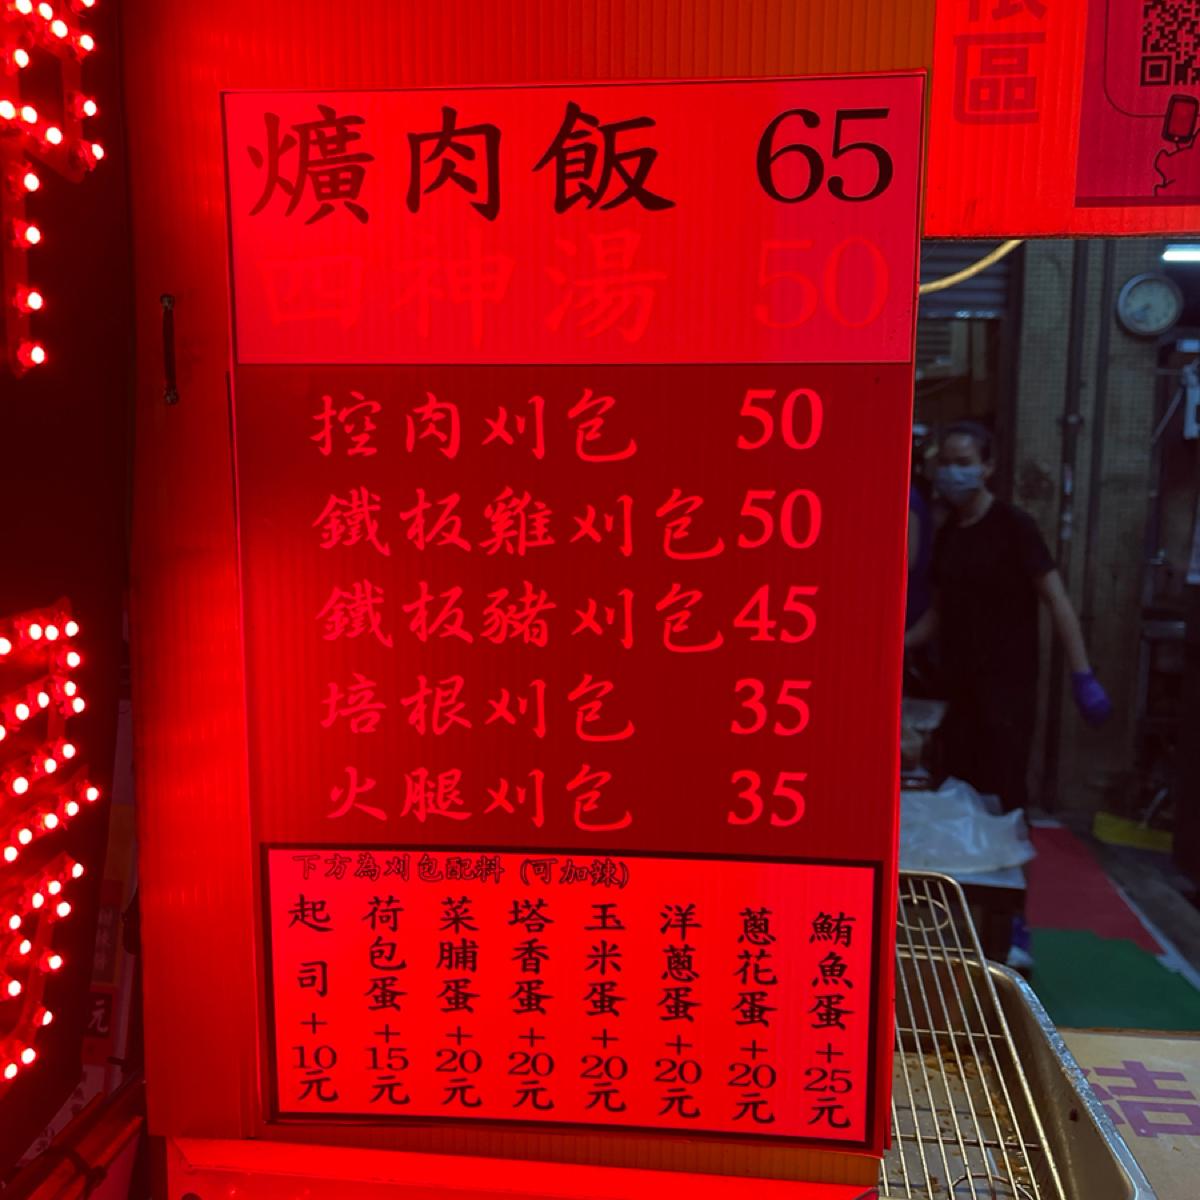 爌肉飯 65
四神湯 50
控肉刈包 50
鐵板雞刈包 50
鐵板豬刈包 45
培根刈包 35
火腿刈包 35
下方為刈包配料 (可加辣)
起司+10元
荷包蛋+15元
菜脯蛋+20元
塔香蛋+20元
玉米蛋+20元
洋蔥蛋+20元
蔥花蛋+20元
鮪魚蛋+25元
區
元
結